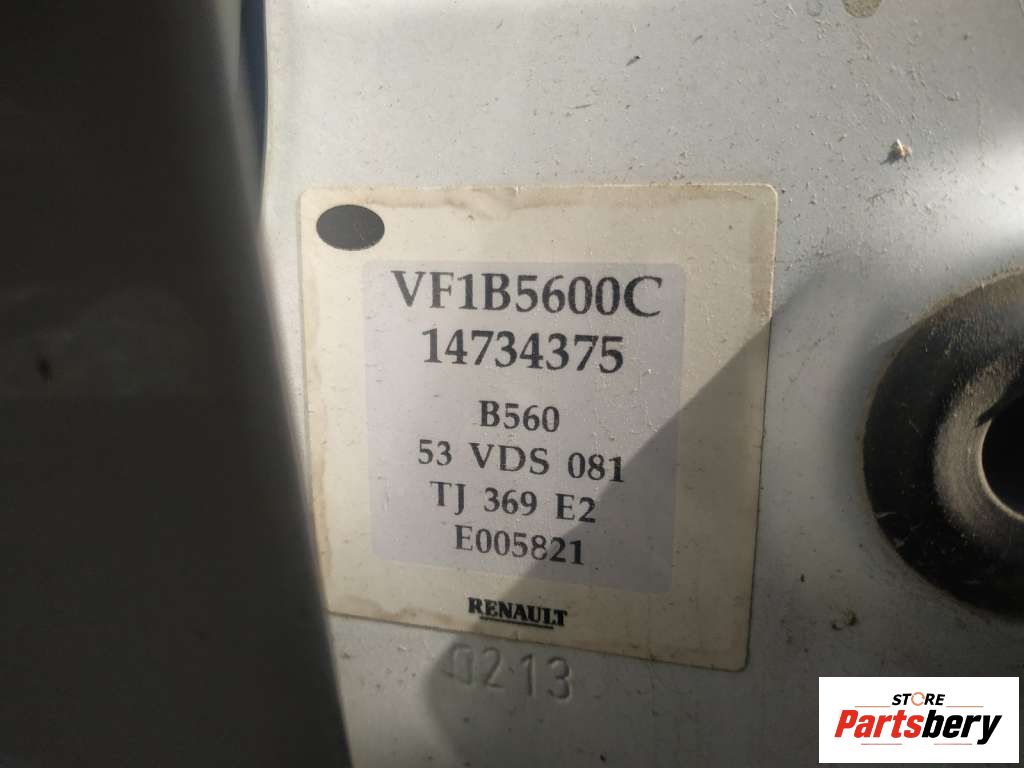 VF1B5600C
14734375
B560
53 VDS 081
TJ 369 E2
E005821
RENAULT
0213
STORE
Partsbery